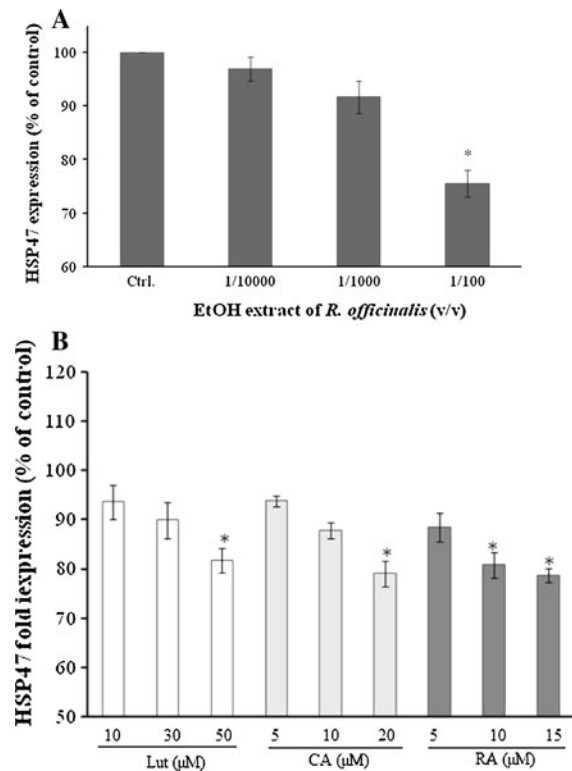 A
HSP47 expression (% of control)
100
90
80
70
60
*
Ctrl. 1/10000 1/1000 1/100
EtOH extract of R. officinalis (v/v)
B
HSP47 fold iexpression (% of control)
120
110
100
90
80
70
60
50
* * * *
10 30 50 5 10 20 5 10 15
Lut (µM) CA (µM) RA (µM)